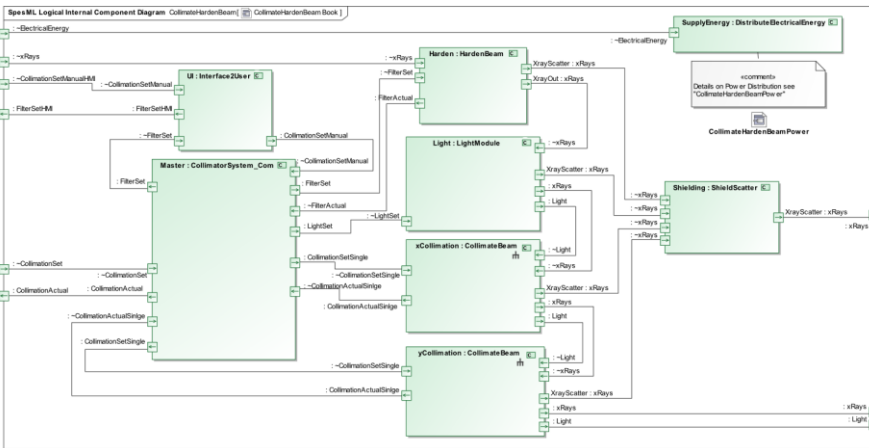 SpesML Logical Internal Component Diagram CollimateHardenBeam[ CollimateHardenBeam Book ]
: ~ElectricalEnergy
SupplyEnergy : DistributeElectricalEnergy
: ~ElectricalEnergy
: ~xRays
: ~xRays
Harden : HardenBeam
XrayScatter : xRays
: ~FilterSet
XrayOut : xRays
: FilterActual
«comment»
Details on Power Distribution see
"CollimateHardenBeamPower"
CollimateHardenBeamPower
: ~CollimationSetManualHMI
: ~CollimationSetManual
UI : Interface2User
: FilterSetHMI
: FilterSetHMI
: ~FilterSet
: CollimationSetManual
Light : LightModule
: ~xRays
XrayScatter : xRays
: xRays
: Light
: ~LightSet
Master : CollimatorSystem_Com
: ~CollimationSetManual
: FilterSet
: FilterSet
: ~FilterActual
: LightSet
Shielding : ShieldScatter
: ~xRays
: ~xRays
: ~xRays
: ~xRays
XrayScatter : xRays
: xRays
xCollimation : CollimateBeam
: ~Light
: ~xRays
: CollimationSetSingle
: ~CollimationSetSingle
: ~CollimationActualSinlge
: CollimationActualSinlge
XrayScatter : xRays
: xRays
: Light
: ~CollimationSet
: ~CollimationSet
: CollimationActual
: CollimationActual
: ~CollimationActualSinlge
: CollimationSetSingle
yCollimation : CollimateBeam
: ~Light
: ~xRays
: ~CollimationSetSingle
: CollimationActualSinlge
XrayScatter : xRays
: xRays
: Light
: xRays
: Light